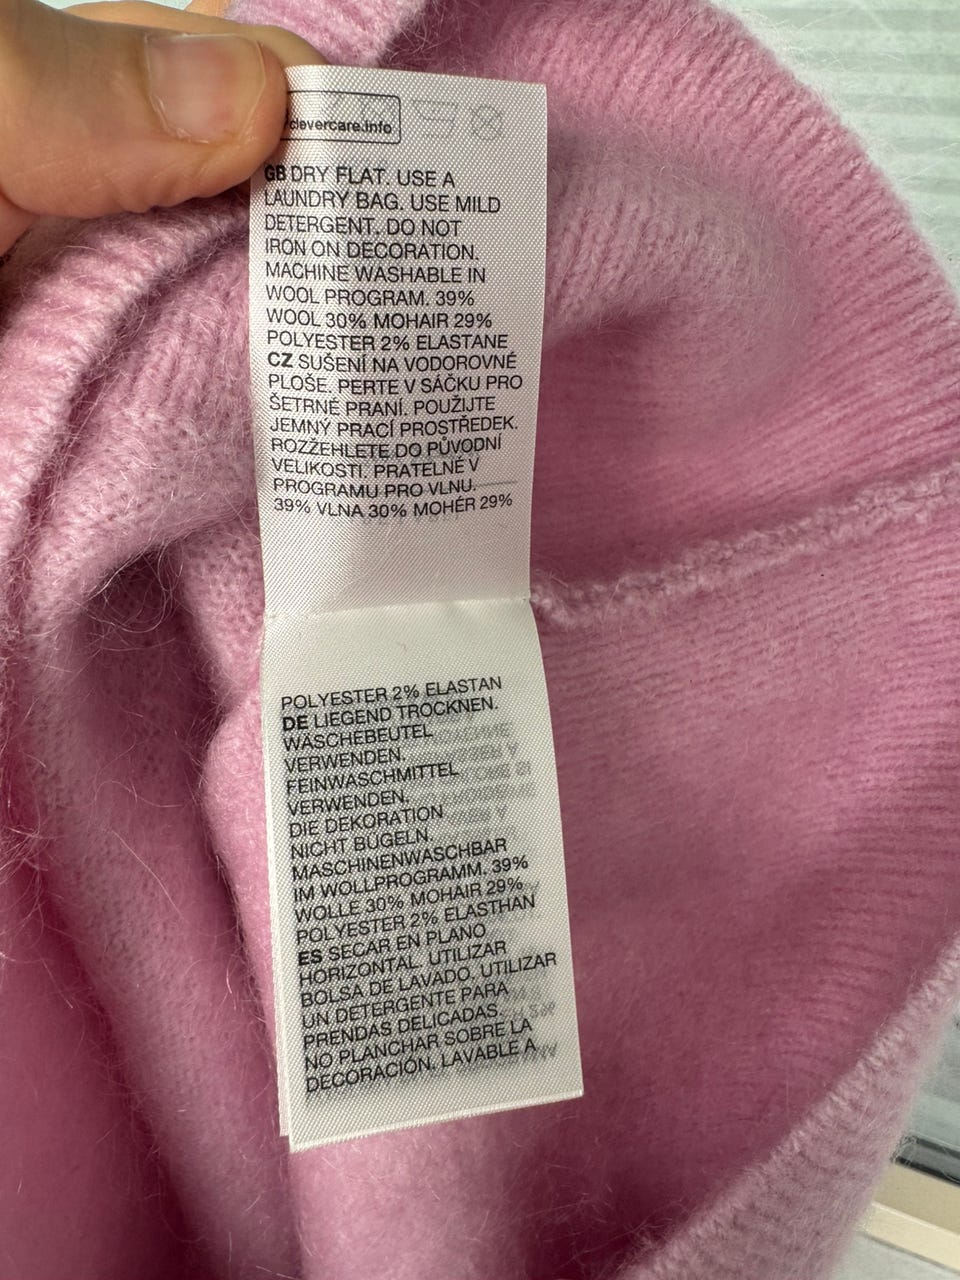 clevercare.info
GB DRY FLAT. USE A
LAUNDRY BAG. USE MILD
DETERGENT. DO NOT
IRON ON DECORATION.
MACHINE WASHABLE IN
WOOL PROGRAM. 39%
WOOL 30% MOHAIR 29%
POLYESTER 2% ELASTANE
CZ SUŠENÍ NA VODOROVNÉ
PLOŠE. PERTE V SÁČKU PRO
ŠETRNÉ PRANÍ. POUŽIJTE
JEMNÝ PRACÍ PROSTŘEDEK.
ROZŽEHLETE DO PŮVODNÍ
VELIKOSTI. PRATELNÉ V
PROGRAMU PRO VLNU.
39% VLNA 30% MOHÉR 29%
POLYESTER 2% ELASTAN
DE LIEGEND TROCKNEN.
WÄSCHEBEUTEL
VERWENDEN.
FEINWASCHMITTEL
VERWENDEN.
DIE DEKORATION
NICHT BÜGELN.
MASCHINENWASCHBAR
IM WOLLPROGRAMM. 39%
WOLLE 30% MOHAIR 29%
POLYESTER 2% ELASTHAN
ES SECAR EN PLANO
HORIZONTAL. UTILIZAR
BOLSA DE LAVADO. UTILIZAR
UN DETERGENTE PARA
PRENDAS DELICADAS.
NO PLANCHAR SOBRE LA
DECORACIÓN. LAVABLE A